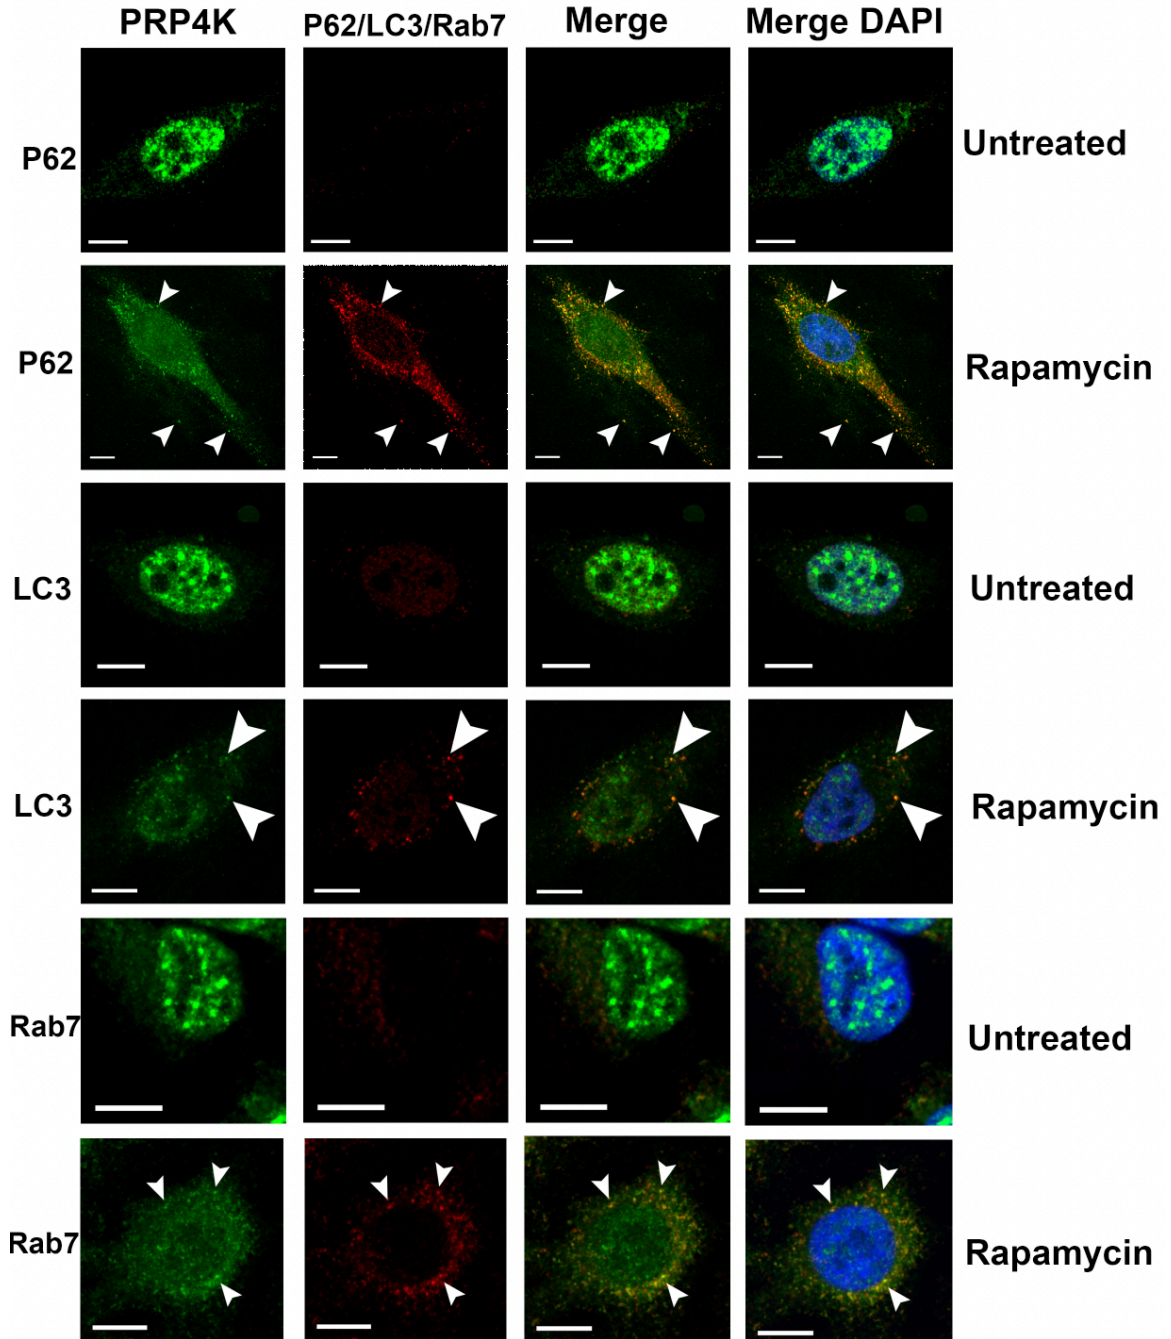 PRP4K P62/LC3/Rab7 Merge Merge DAPI
P62 Untreated
P62 Rapamycin
LC3 Untreated
LC3 Rapamycin
Rab7 Untreated
Rab7 Rapamycin